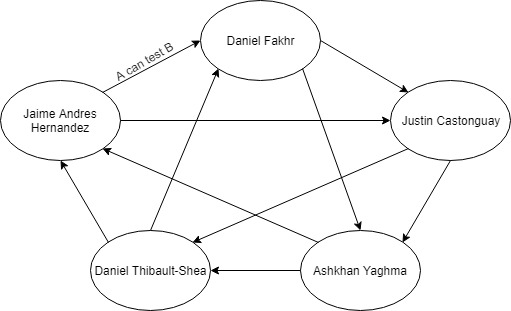 Daniel Fakhr
A can test B
Jaime Andres
Hernandez
Justin Castonguay
Daniel Thibault-Shea
Ashkhan Yaghma